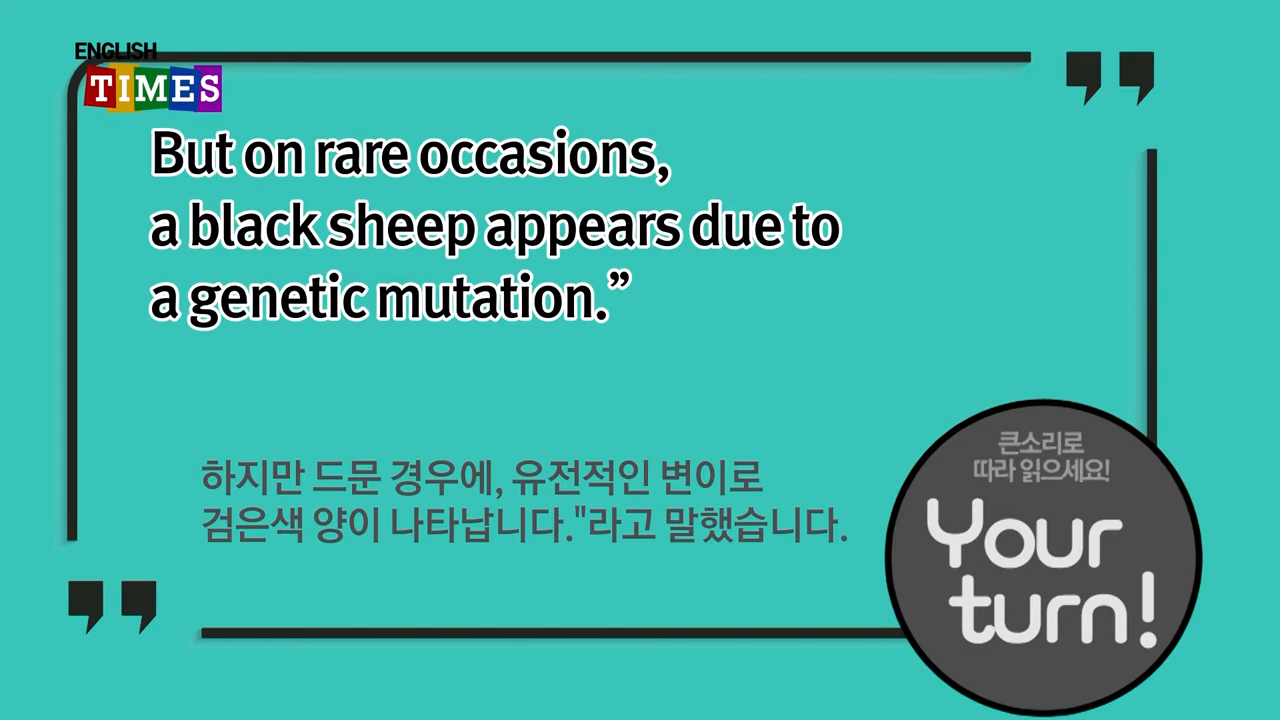 ENGLISH
TIMES
But on rare occasions,
a black sheep appears due to
a genetic mutation.”
하지만 드문 경우에, 유전적인 변이로
검은색 양이 나타납니다."라고 말했습니다.
큰소리로
따라 읽으세요!
Your
turn!